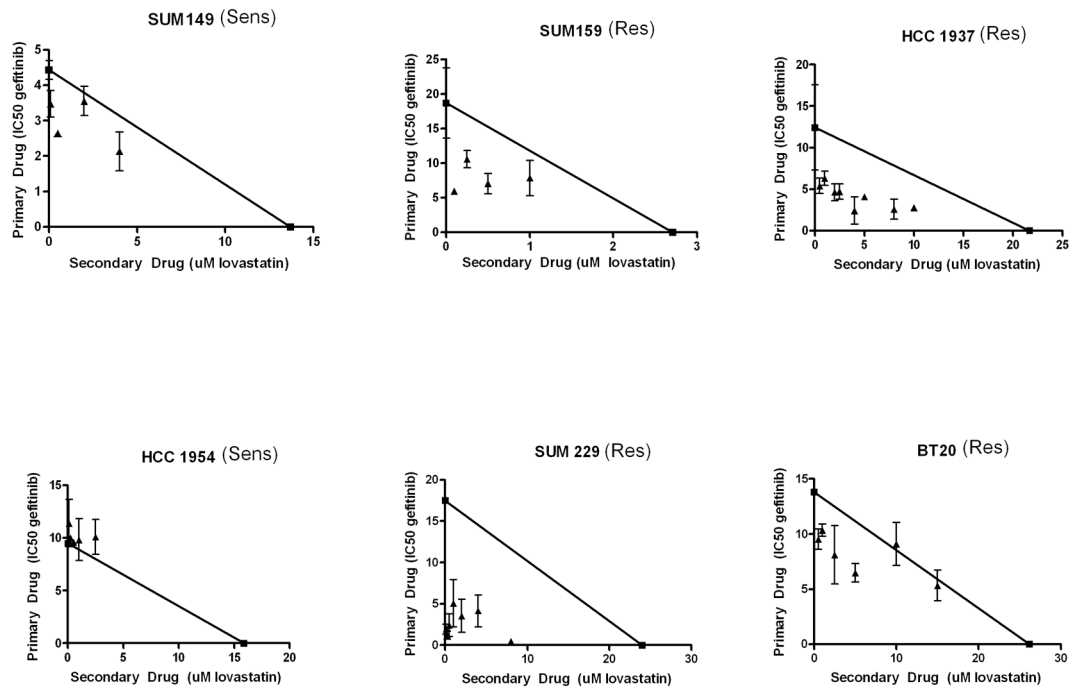 SUM149 (Sens)
Primary Drug (IC50 gefitinib)
5
4
3
2
1
0
0 5 10 15
Secondary Drug (uM lovastatin)
SUM159 (Res)
Primary Drug (IC50 gefitinib)
25
20
15
10
5
0
0 1 2 3
Secondary Drug (uM lovastatin)
HCC 1937 (Res)
Primary Drug (IC50 gefitinib)
20
15
10
5
0
0 5 10 15 20 25
Secondary Drug (uM lovastatin)
HCC 1954 (Sens)
Primary Drug (IC50 gefitinib)
15
10
5
0
0 5 10 15 20
Secondary Drug (uM lovastatin)
SUM 229 (Res)
Primary Drug (IC50 gefitinib)
20
15
10
5
0
0 10 20 30
Secondary Drug (uM lovastatin)
BT20 (Res)
Primary Drug (IC50 gefitinib)
15
10
5
0
0 10 20 30
Secondary Drug (uM lovastatin)